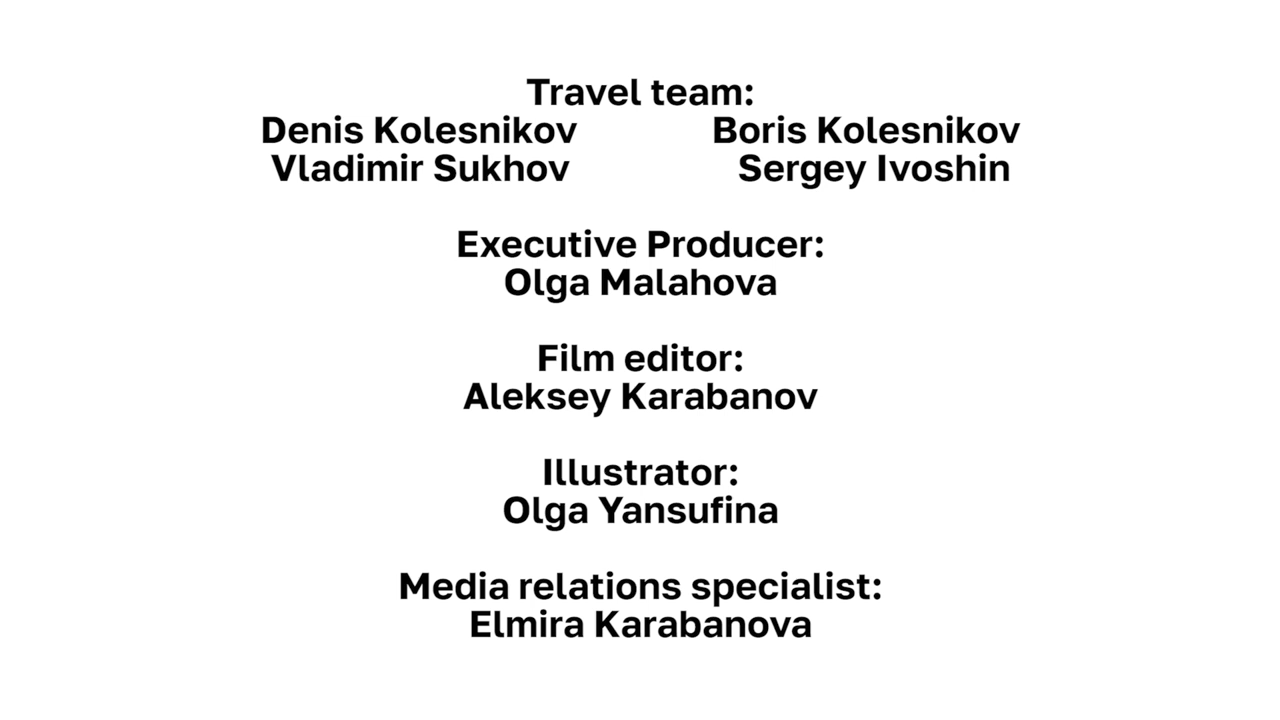 Travel team:
Denis Kolesnikov Boris Kolesnikov
Vladimir Sukhov Sergey Ivoshin
Executive Producer:
Olga Malahova
Film editor:
Aleksey Karabanov
Illustrator:
Olga Yansufina
Media relations specialist:
Elmira Karabanova